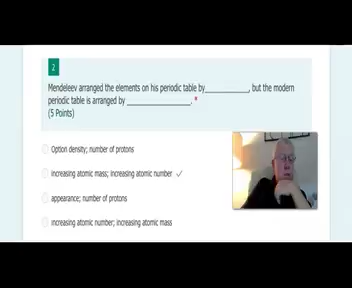 2
Mendeleev arranged the elements on his periodic table by____________, but the modern
periodic table is arranged by _________________. *
(5 Points)
Option density; number of protons
increasing atomic mass; increasing atomic number ✓
appearance; number of protons
increasing atomic number; increasing atomic mass